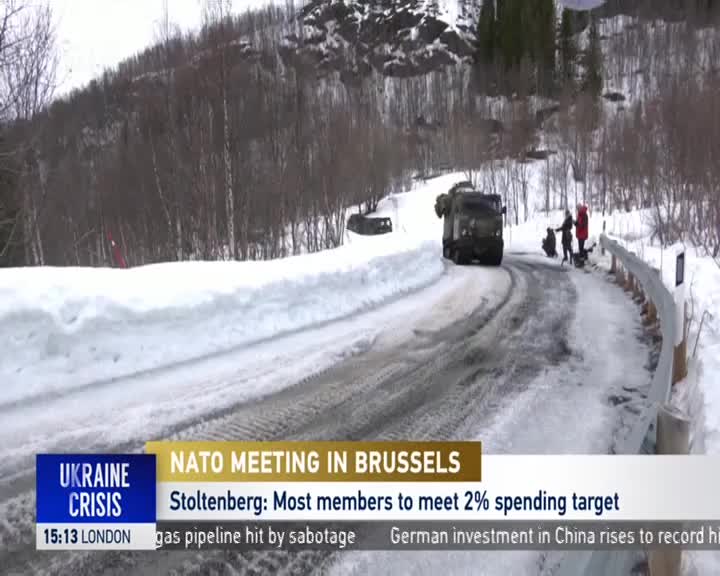 NATO MEETING IN BRUSSELS
UKRAINE
CRISIS
Stoltenberg: Most members to meet 2% spending target
15:13 LONDON
gas pipeline hit by sabotage German investment in China rises to record